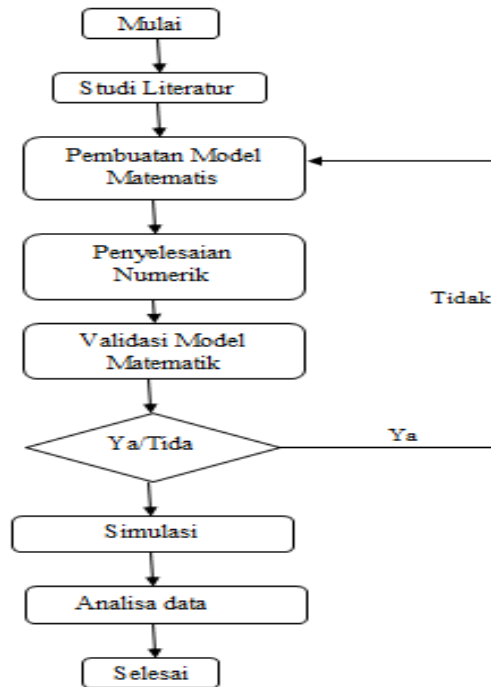 Mulai
Studi Literatur
Pembuatan Model
Matematis
Penyelesaian
Numerik
Tidak
Validasi Model
Matematik
Ya/Tida
Ya
Simulasi
Analisa data
Selesai